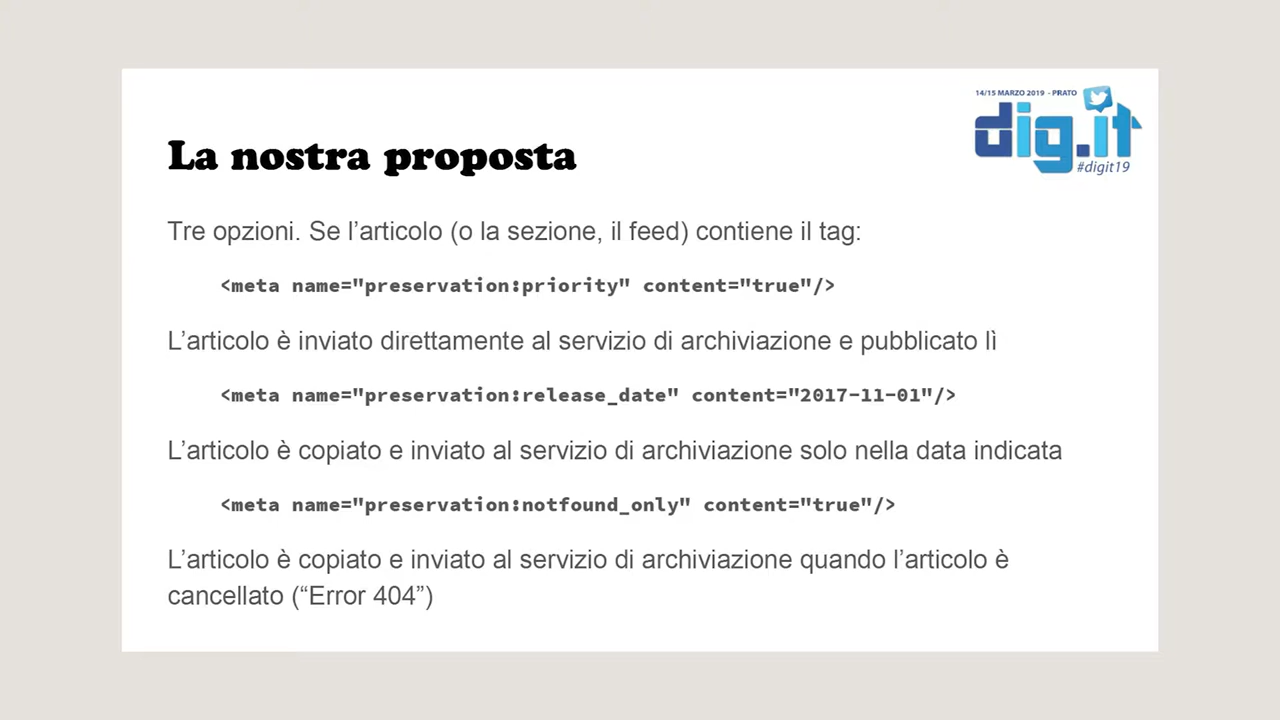 14/15 MARZO 2019 - PRATO
dig.it
#digit19
La nostra proposta
Tre opzioni. Se l’articolo (o la sezione, il feed) contiene il tag:
<meta name="preservation:priority" content="true"/>
L’articolo è inviato direttamente al servizio di archiviazione e pubblicato lì
<meta name="preservation:release_date" content="2017-11-01"/>
L’articolo è copiato e inviato al servizio di archiviazione solo nella data indicata
<meta name="preservation:notfound_only" content="true"/>
L’articolo è copiato e inviato al servizio di archiviazione quando l’articolo è
cancellato (“Error 404”)